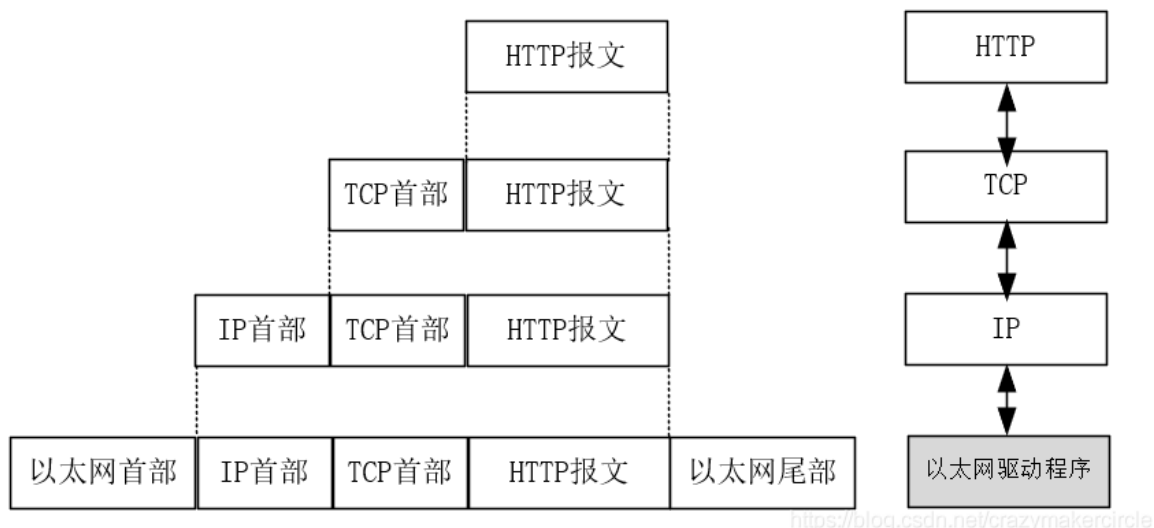 HTTP报文
HTTP
TCP首部 HTTP报文
TCP
IP首部 TCP首部 HTTP报文
IP
以太网首部 IP首部 TCP首部 HTTP报文 以太网尾部
以太网驱动程序
https://blog.csdn.net/crazymakercircle